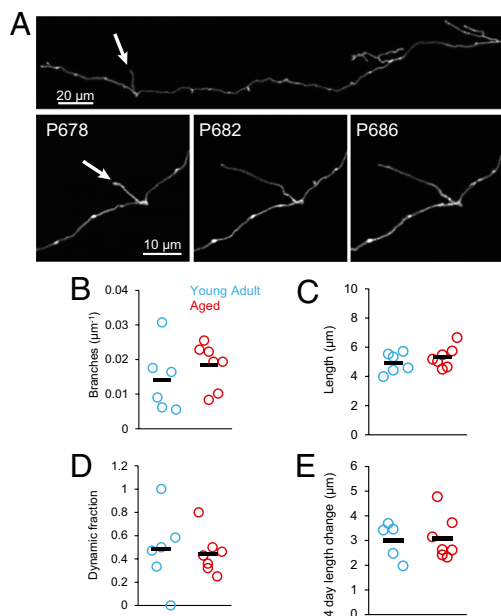 A
20 µm
P678
P682
P686
10 µm
B
Young Adult
Aged
Branches (µm⁻¹)
0.04
0.03
0.02
0.01
0
C
Length (µm)
10
8
6
4
2
0
D
Dynamic fraction
1.2
1
0.8
0.6
0.4
0.2
0
E
4 day length change (µm)
6
5
4
3
2
1
0